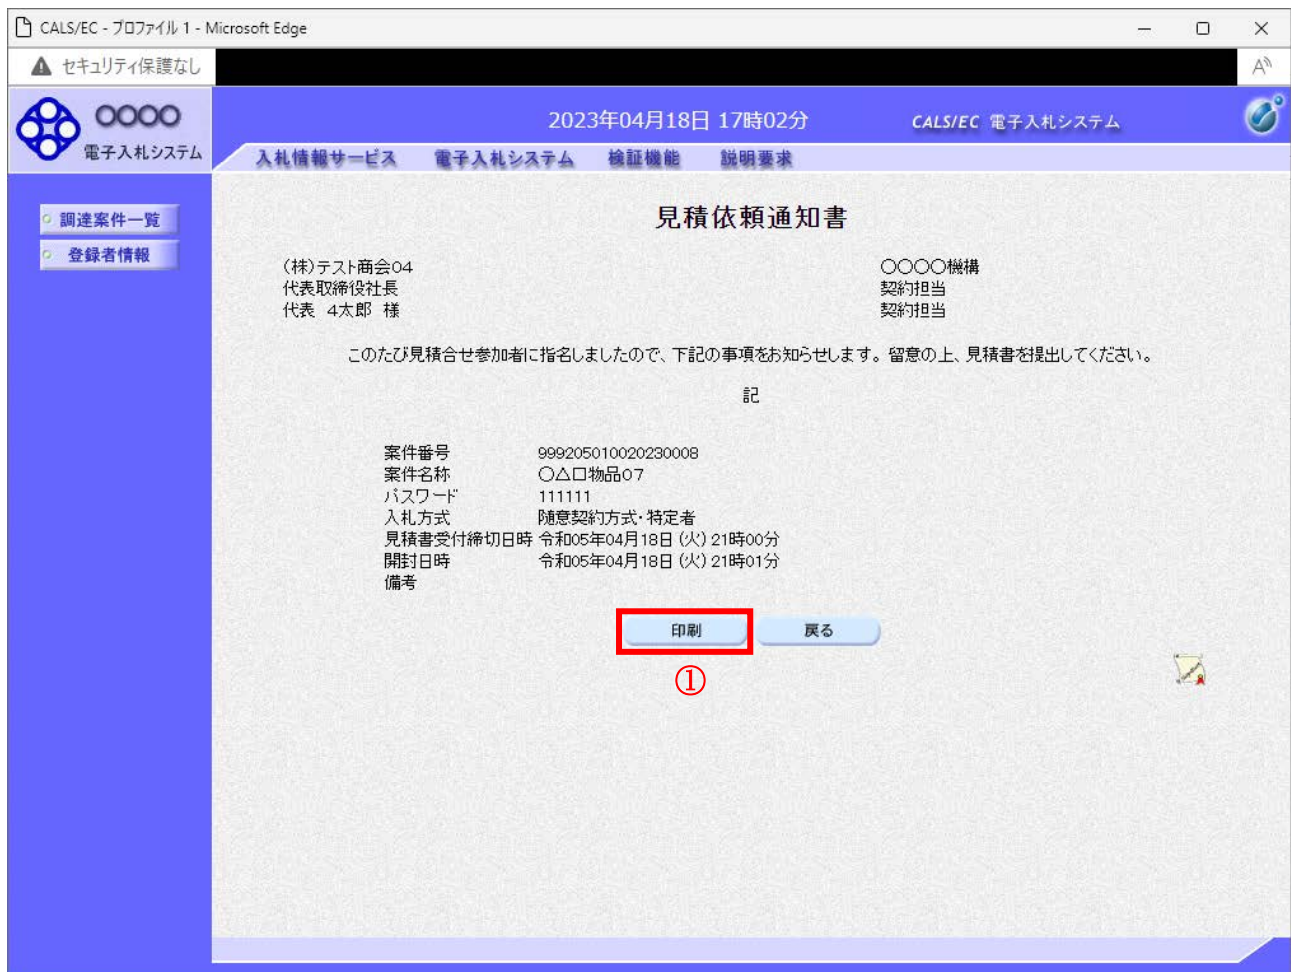 CALS/EC - プロファイル 1 - Microsoft Edge
セキュリティ保護なし
〇〇〇〇
電子入札システム
2023年04月18日 17時02分
CALS/EC 電子入札システム
入札情報サービス 電子入札システム 検証機能 説明要求
調達案件一覧
登録者情報
見積依頼通知書
(株)テスト商会04
代表取締役社長
代表 4太郎 様
〇〇〇〇機構
契約担当
契約担当
このたび見積合せ参加者に指名しましたので、下記の事項をお知らせします。留意の上、見積書を提出してください。
記
案件番号 999205010020230008
案件名称 〇△口物品07
パスワード 111111
入札方式 随意契約方式・特定者
見積書受付締切日時 令和05年04月18日(火) 21時00分
開封日時 令和05年04月18日(火) 21時01分
備考
印刷 戻る
①